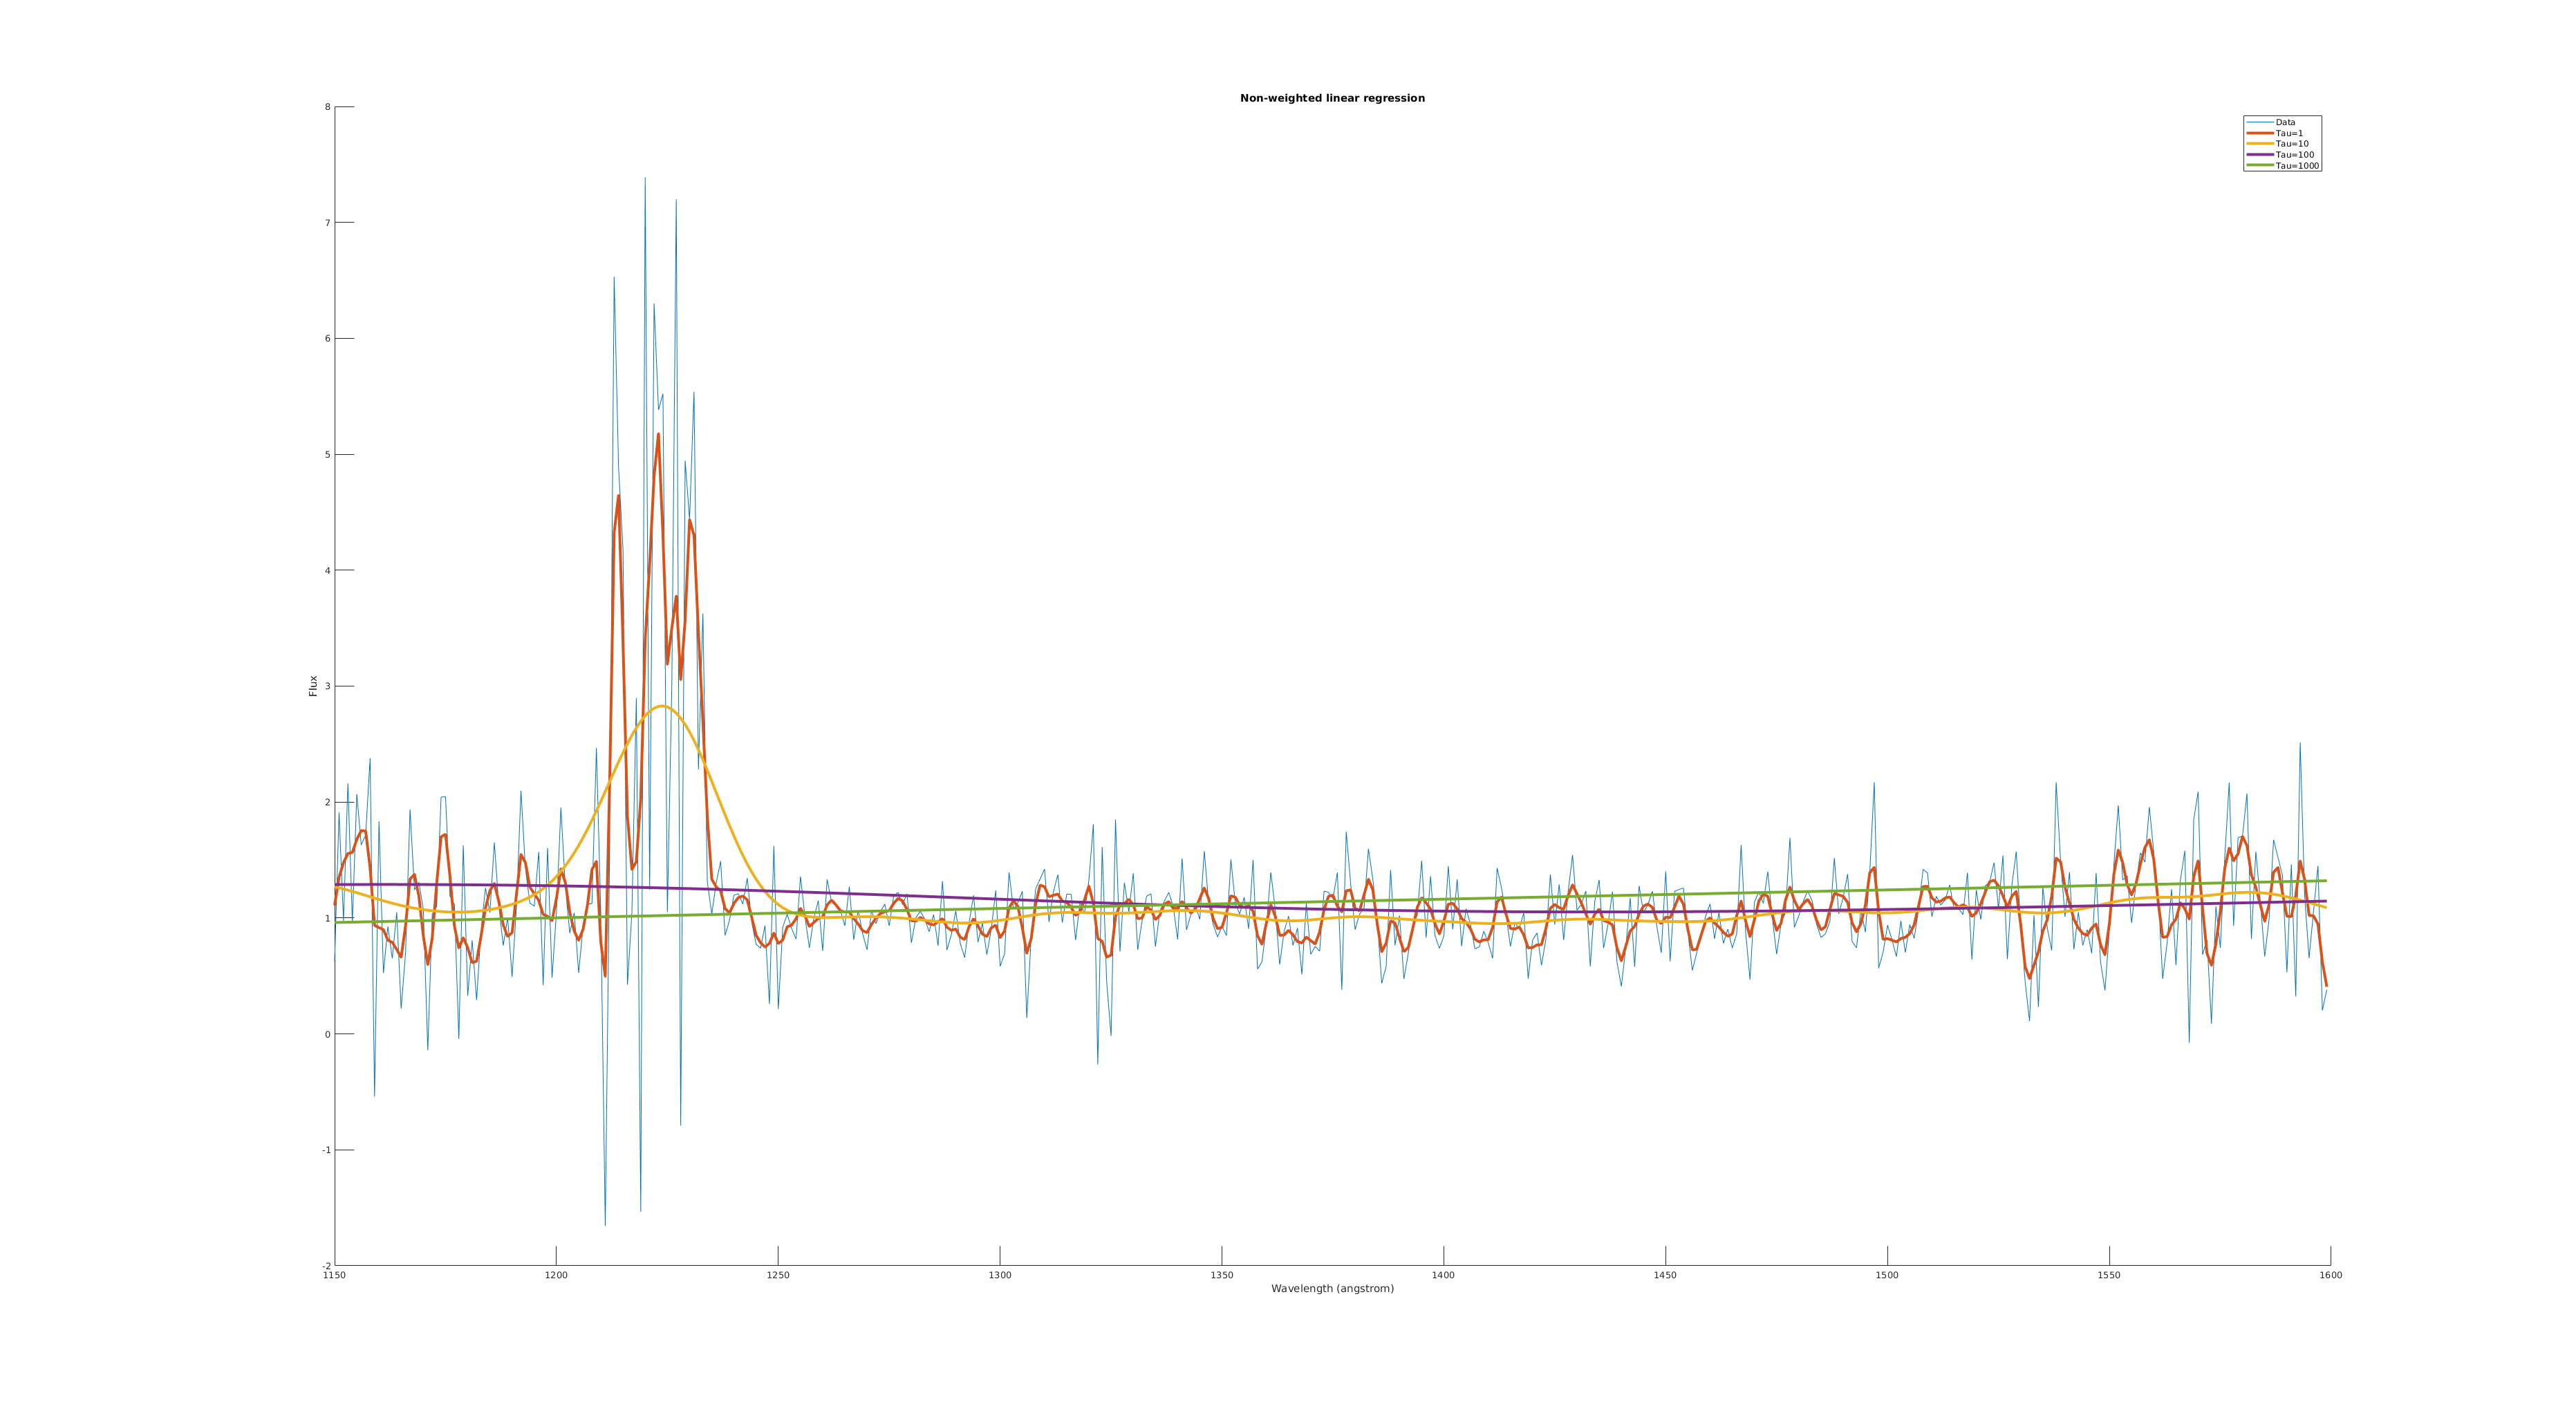 Non-weighted linear regression
Data
Tau=1
Tau=10
Tau=100
Tau=1000
8
7
6
5
4
3
2
1
0
-1
-2
Flux
1150 1200 1250 1300 1350 1400 1450 1500 1550 1600
Wavelength (angstrom)